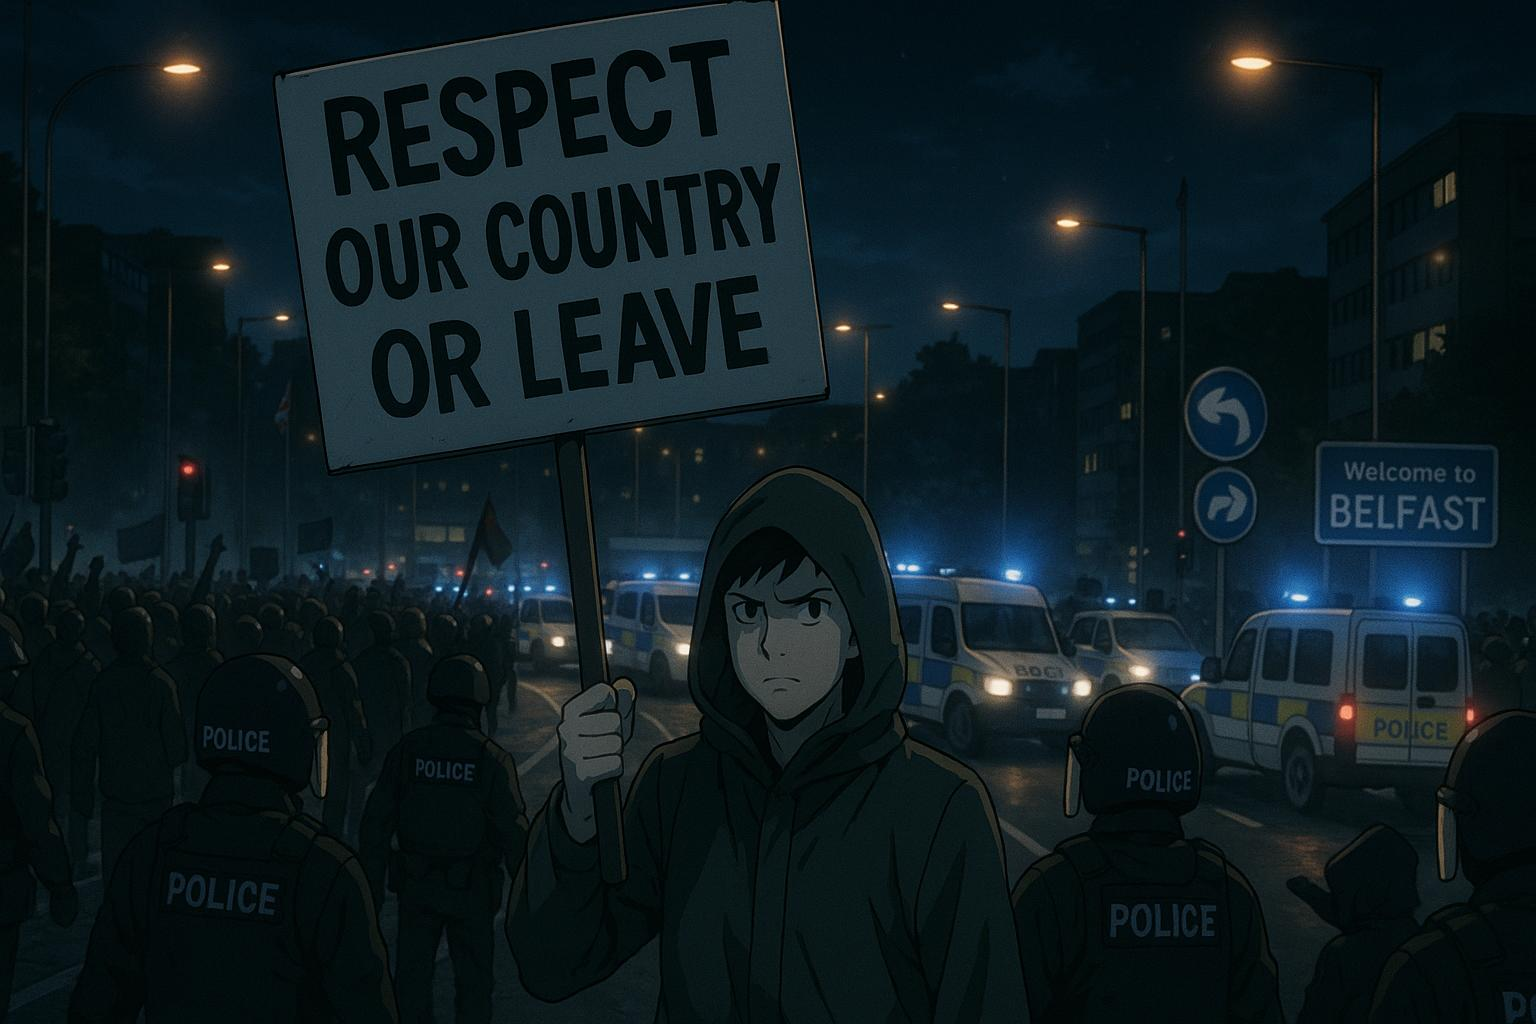 RESPECT
OUR COUNTRY
OR LEAVE
Welcome to
BELFAST
POLICE
POLICE
POLICE
POLICE
POLICE
POLICE